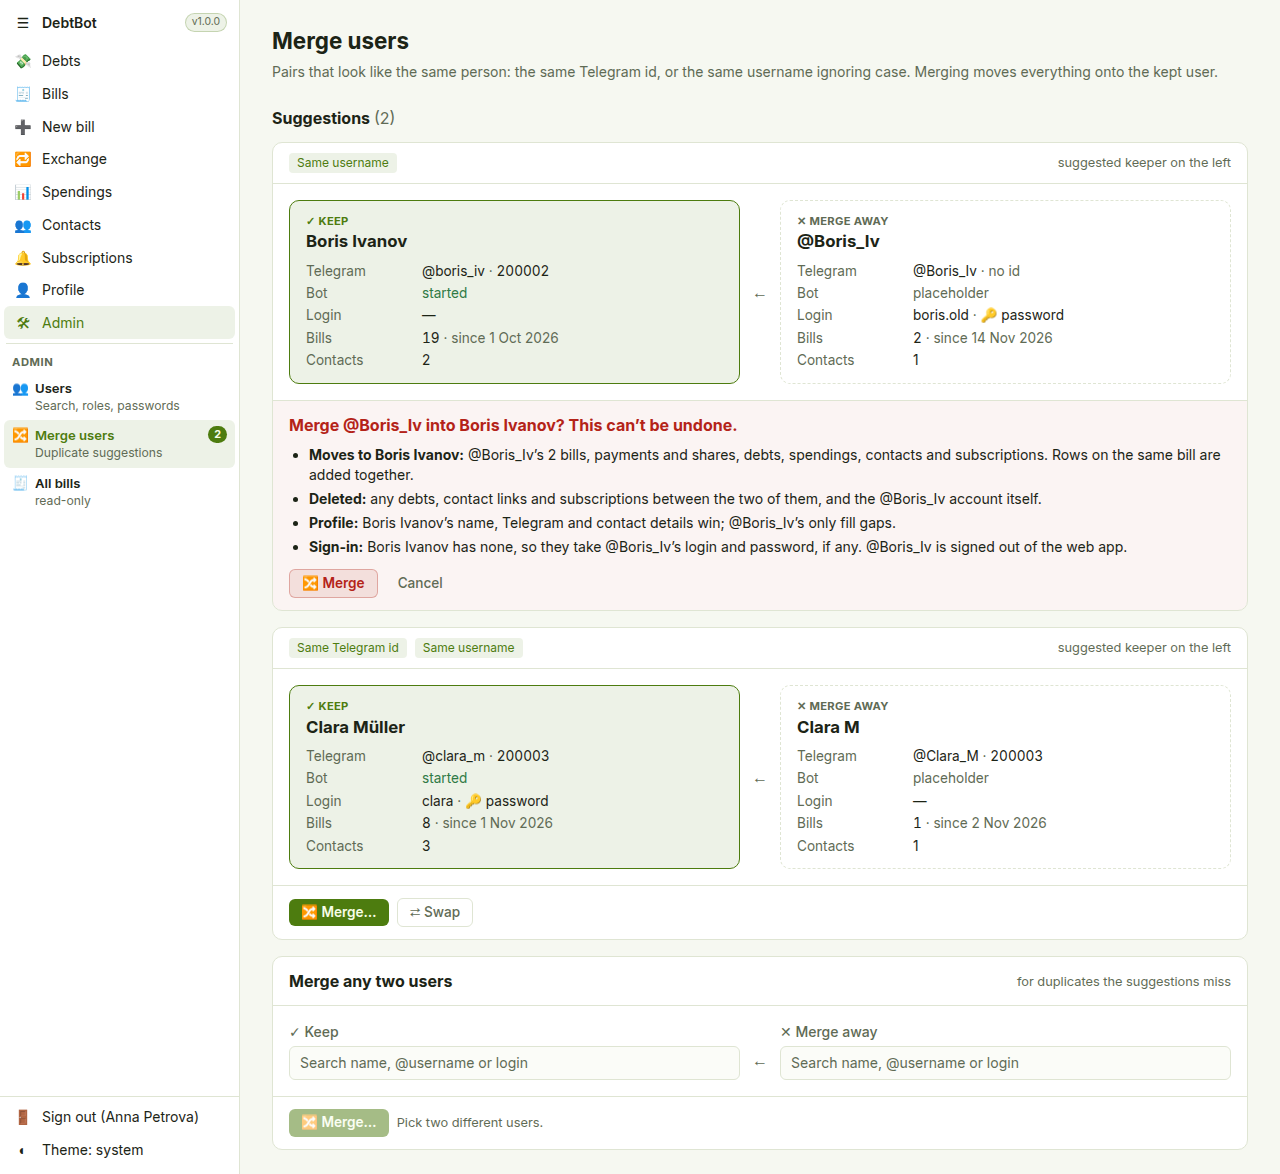 ☰ DebtBot v1.0.0
💸 Debts
🧾 Bills
➕ New bill
🔁 Exchange
📊 Spendings
👥 Contacts
🔔 Subscriptions
👤 Profile
🛠 Admin
ADMIN
👥 Users
Search, roles, passwords
🔀 Merge users 2
Duplicate suggestions
🧾 All bills
read-only
🚪 Sign out (Anna Petrova)
Theme: system
Merge users
Pairs that look like the same person: the same Telegram id, or the same username ignoring case. Merging moves everything onto the kept user.
Suggestions (2)
Same username suggested keeper on the left
✓ KEEP
Boris Ivanov
Telegram @boris_iv · 200002
Bot started
Login —
Bills 19 · since 1 Oct 2026
Contacts 2
←
✕ MERGE AWAY
@Boris_Iv
Telegram @Boris_Iv · no id
Bot placeholder
Login boris.old · 🔑 password
Bills 2 · since 14 Nov 2026
Contacts 1
Merge @Boris_Iv into Boris Ivanov? This can’t be undone.
• Moves to Boris Ivanov: @Boris_Iv’s 2 bills, payments and shares, debts, spendings, contacts and subscriptions. Rows on the same bill are
added together.
• Deleted: any debts, contact links and subscriptions between the two of them, and the @Boris_Iv account itself.
• Profile: Boris Ivanov’s name, Telegram and contact details win; @Boris_Iv’s only fill gaps.
• Sign-in: Boris Ivanov has none, so they take @Boris_Iv’s login and password, if any. @Boris_Iv is signed out of the web app.
🔀 Merge Cancel
Same Telegram id Same username suggested keeper on the left
✓ KEEP
Clara Müller
Telegram @clara_m · 200003
Bot started
Login clara · 🔑 password
Bills 8 · since 1 Nov 2026
Contacts 3
←
✕ MERGE AWAY
Clara M
Telegram @Clara_M · 200003
Bot placeholder
Login —
Bills 1 · since 2 Nov 2026
Contacts 1
🔀 Merge… ⇄ Swap
Merge any two users for duplicates the suggestions miss
✓ Keep
Search name, @username or login
←
✕ Merge away
Search name, @username or login
🔀 Merge… Pick two different users.